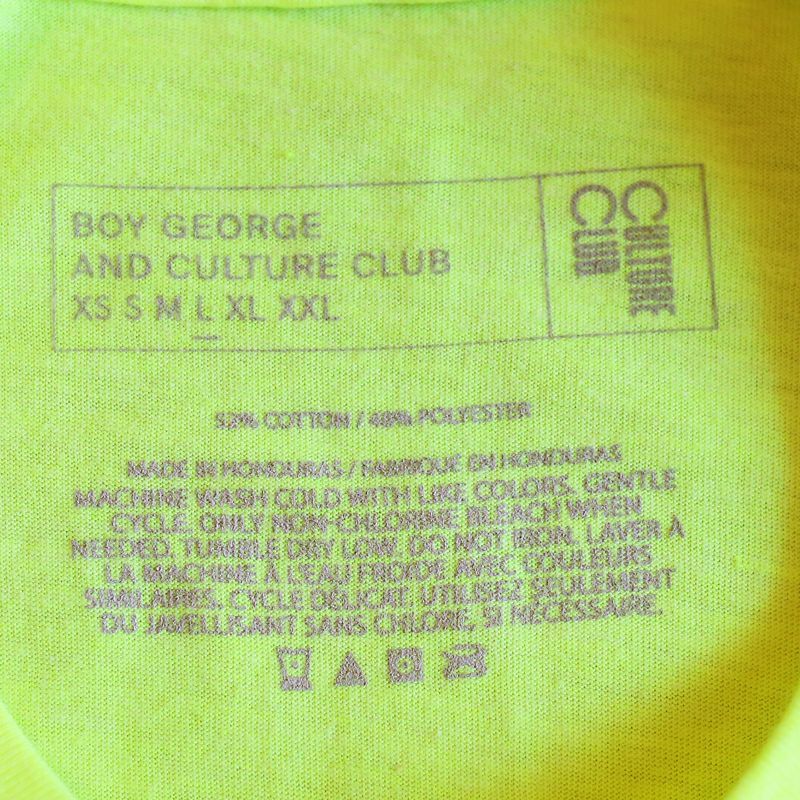 BOY GEORGE
AND CULTURE CLUB
XS S M L XL XXL
CULTURE
CLUB
52% COTTON / 48% POLYESTER
MADE IN HONDURAS / FABRIQUE EN HONDURAS
MACHINE WASH COLD WITH LIKE COLORS. GENTLE
CYCLE. ONLY NON-CHLORINE BLEACH WHEN
NEEDED. TUMBLE DRY LOW. DO NOT IRON. LAVER À
LA MACHINE À L'EAU FROIDE AVEC COULEURS
SIMILAIRES. CYCLE DÉLICAT. UTILISEZ SEULEMENT
DU JAVELLISANT SANS CHLORE, SI NÉCESSAIRE.